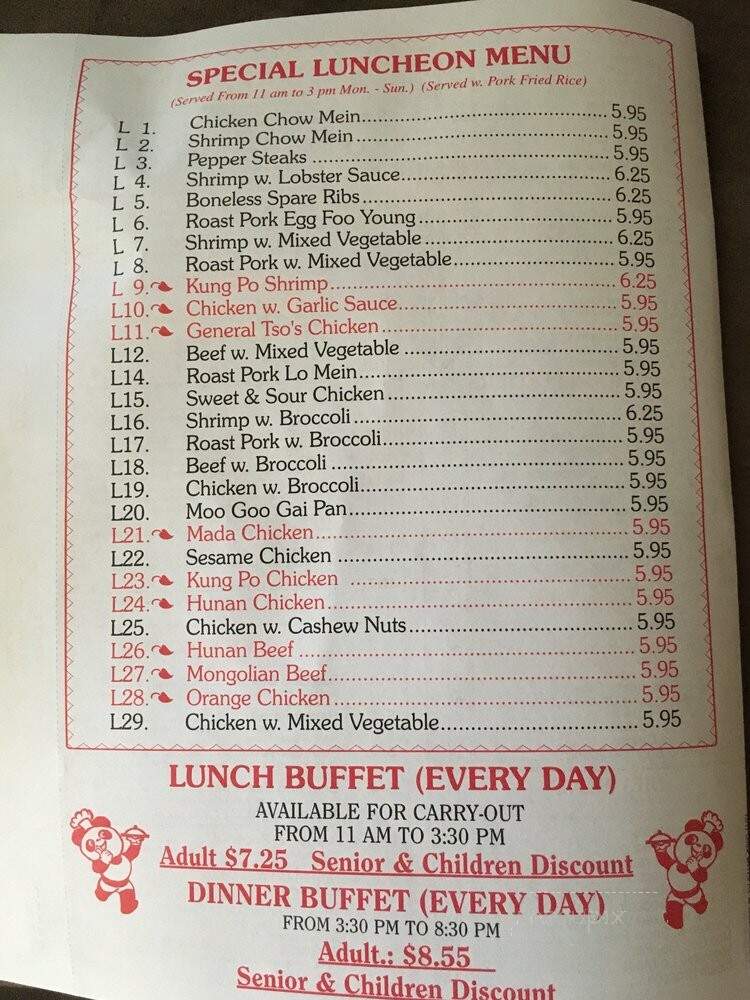 SPECIAL LUNCHEON MENU
(Served From 11 am to 3 pm Mon. - Sun.) (Served w. Pork Fried Rice)
L 1. Chicken Chow Mein 5.95
L 2. Shrimp Chow Mein 5.95
L 3. Pepper Steaks 5.95
L 4. Shrimp w. Lobster Sauce 6.25
L 5. Boneless Spare Ribs 6.25
L 6. Roast Pork Egg Foo Young 5.95
L 7. Shrimp w. Mixed Vegetable 6.25
L 8. Roast Pork w. Mixed Vegetable 5.95
L 9. Kung Po Shrimp 6.25
L10. Chicken w. Garlic Sauce 5.95
L11. General Tso's Chicken 5.95
L12. Beef w. Mixed Vegetable 5.95
L14. Roast Pork Lo Mein 5.95
L15. Sweet & Sour Chicken 5.95
L16. Shrimp w. Broccoli 6.25
L17. Roast Pork w. Broccoli 5.95
L18. Beef w. Broccoli 5.95
L19. Chicken w. Broccoli 5.95
L20. Moo Goo Gai Pan 5.95
L21. Mada Chicken 5.95
L22. Sesame Chicken 5.95
L23. Kung Po Chicken 5.95
L24. Hunan Chicken 5.95
L25. Chicken w. Cashew Nuts 5.95
L26. Hunan Beef 5.95
L27. Mongolian Beef 5.95
L28. Orange Chicken 5.95
L29. Chicken w. Mixed Vegetable 5.95
LUNCH BUFFET (EVERY DAY)
AVAILABLE FOR CARRY-OUT
FROM 11 AM TO 3:30 PM
Adult $7.25 Senior & Children Discount
DINNER BUFFET (EVERY DAY)
FROM 3:30 PM TO 8:30 PM
Adult.: $8.55
Senior & Children Discount